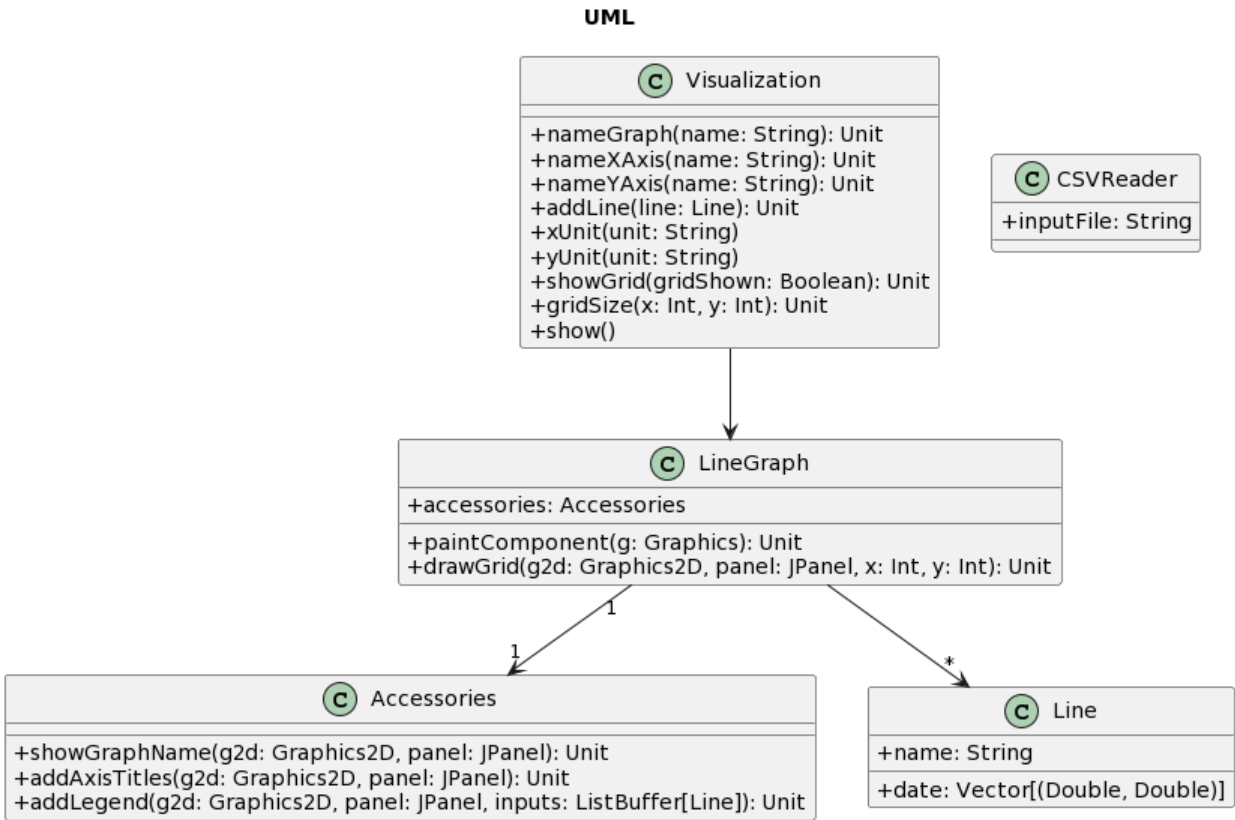 UML
C Visualization
+nameGraph(name: String): Unit
+nameXAxis(name: String): Unit
+nameYAxis(name: String): Unit
+addLine(line: Line): Unit
+xUnit(unit: String)
+yUnit(unit: String)
+showGrid(gridShown: Boolean): Unit
+gridSize(x: Int, y: Int): Unit
+show()
C CSVReader
+inputFile: String
C LineGraph
+accessories: Accessories
+paintComponent(g: Graphics): Unit
+drawGrid(g2d: Graphics2D, panel: JPanel, x: Int, y: Int): Unit
1
1
*
C Accessories
+showGraphName(g2d: Graphics2D, panel: JPanel): Unit
+addAxisTitles(g2d: Graphics2D, panel: JPanel): Unit
+addLegend(g2d: Graphics2D, panel: JPanel, inputs: ListBuffer[Line]): Unit
C Line
+name: String
+date: Vector[(Double, Double)]